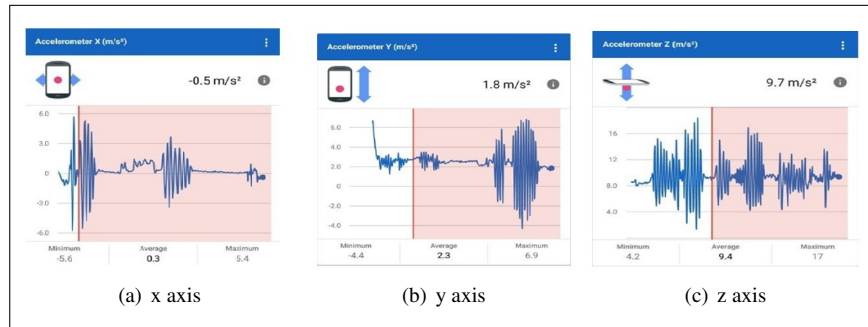 Accelerometer X (m/s²)
-0.5 m/s²
6.0
3.0
0
-3.0
-6.0
Minimum Average Maximum
-5.6 0.3 5.4
(a) x axis
Accelerometer Y (m/s²)
1.8 m/s²
6.0
4.0
2.0
0
-2.0
-4.0
Minimum Average Maximum
-4.4 2.3 6.9
(b) y axis
Accelerometer Z (m/s²)
9.7 m/s²
16
12
8.0
4.0
Minimum Average Maximum
4.2 9.4 17
(c) z axis